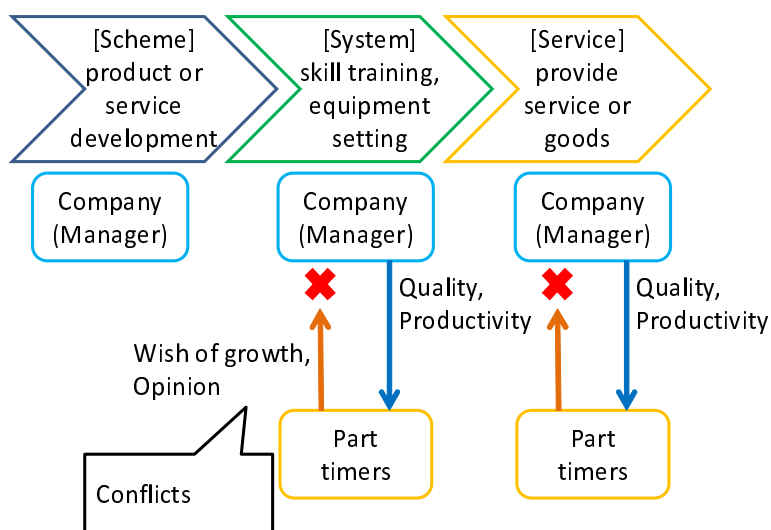 [Scheme]
product or
service
development
[System]
skill training,
equipment
setting
[Service]
provide
service or
goods
Company
(Manager)
Company
(Manager)
Company
(Manager)
Quality,
Productivity
Quality,
Productivity
Wish of growth,
Opinion
Part
timers
Part
timers
Conflicts